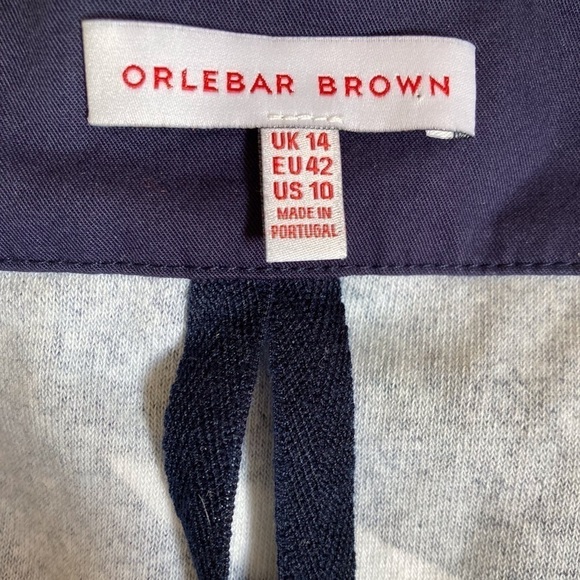 ORLEBAR BROWN
UK 14
EU 42
US 10
MADE IN
PORTUGAL